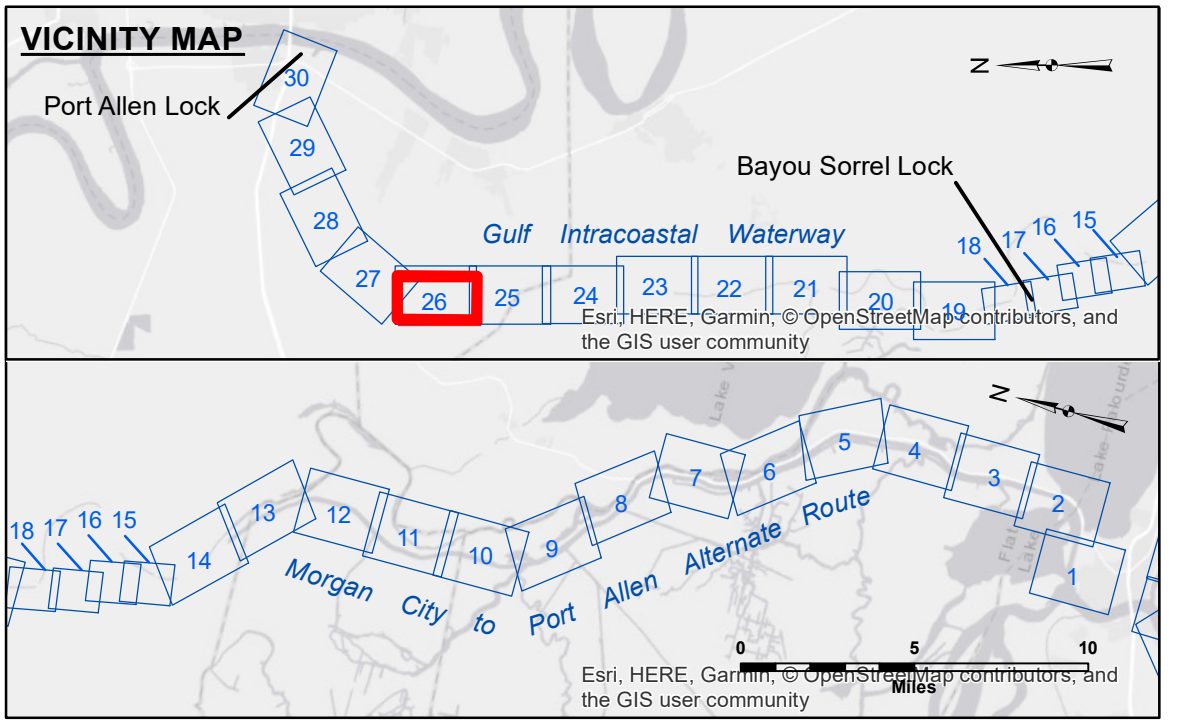 VICINITY MAP
30
Port Allen Lock
N
29
Bayou Sorrel Lock
28
Gulf Intracoastal Waterway
18 17 16 15
27
26 25 24 23 22 21 20 19
Esri, HERE, Garmin, © OpenStreetMap contributors, and
the GIS user community
N
Lake
5
4
7 6
3
2
8
13
12
18 17 16 15
11
10
9
14
1
Lake
Morgan City to Port Allen Alternate Route
0 5 10
Miles
Esri, HERE, Garmin, © OpenStreetMap contributors, and
the GIS user community